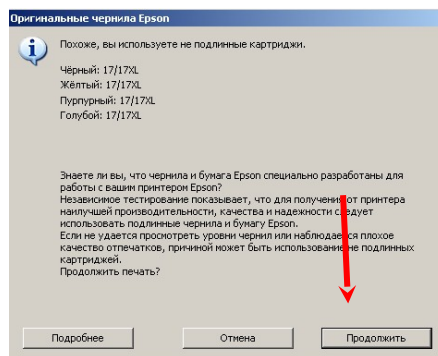 Оригинальные чернила Epson
Похоже, вы используете не подлинные картриджи.
Чёрный: 17/17XL
Жёлтый: 17/17XL
Пурпурный: 17/17XL
Голубой: 17/17XL
Знаете ли вы, что чернила и бумага Epson специально разработаны для
работы с вашим принтером Epson?
Независимое тестирование показывает, что для получения от принтера
наилучшей производительности, качества и надежности следует
использовать подлинные чернила и бумагу Epson.
Если не удается просмотреть уровни чернил или наблюдается плохое
качество отпечатков, причиной может быть использование не подлинных
картриджей.
Продолжить печать?
Подробнее Отмена Продолжить